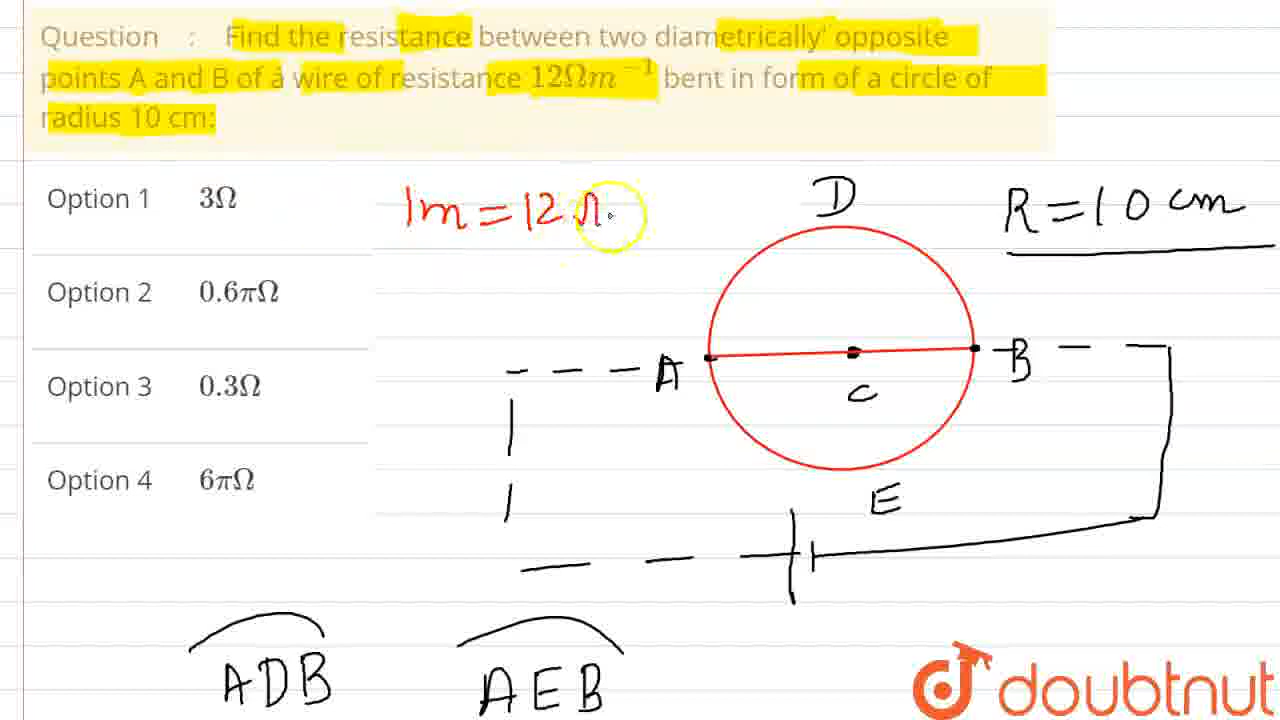 Question : Find the resistance between two diametrically' opposite
points A and B of a wire of resistance 12Ωm⁻¹ bent in form of a circle of
radius 10 cm:
Option 1 3Ω
Option 2 0.6πΩ
Option 3 0.3Ω
Option 4 6πΩ
1m = 12 Ω
D
R = 10 cm
A
B
C
E
ADB
AEB
doubtnut